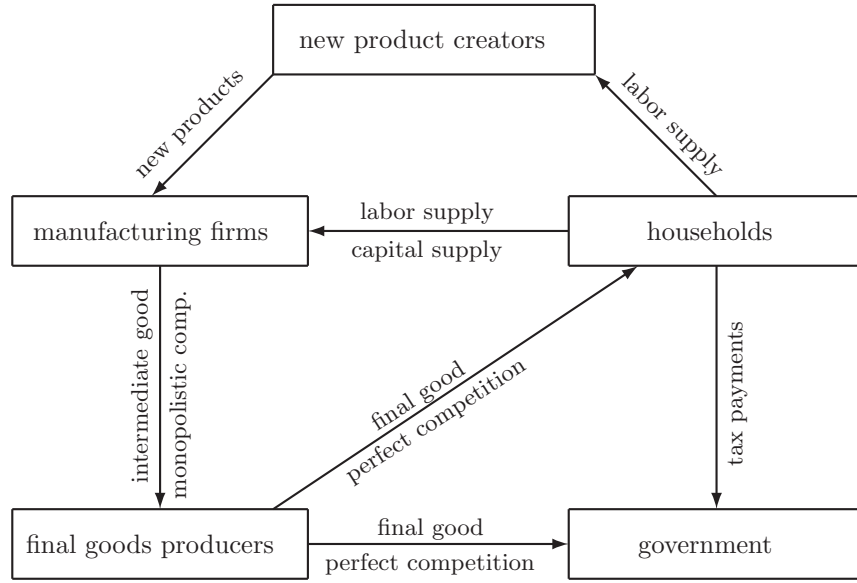 new product creators
new products
labor supply
manufacturing firms
labor supply
capital supply
households
intermediate good
monopolistic comp.
final good
perfect competition
tax payments
final goods producers
final good
perfect competition
government